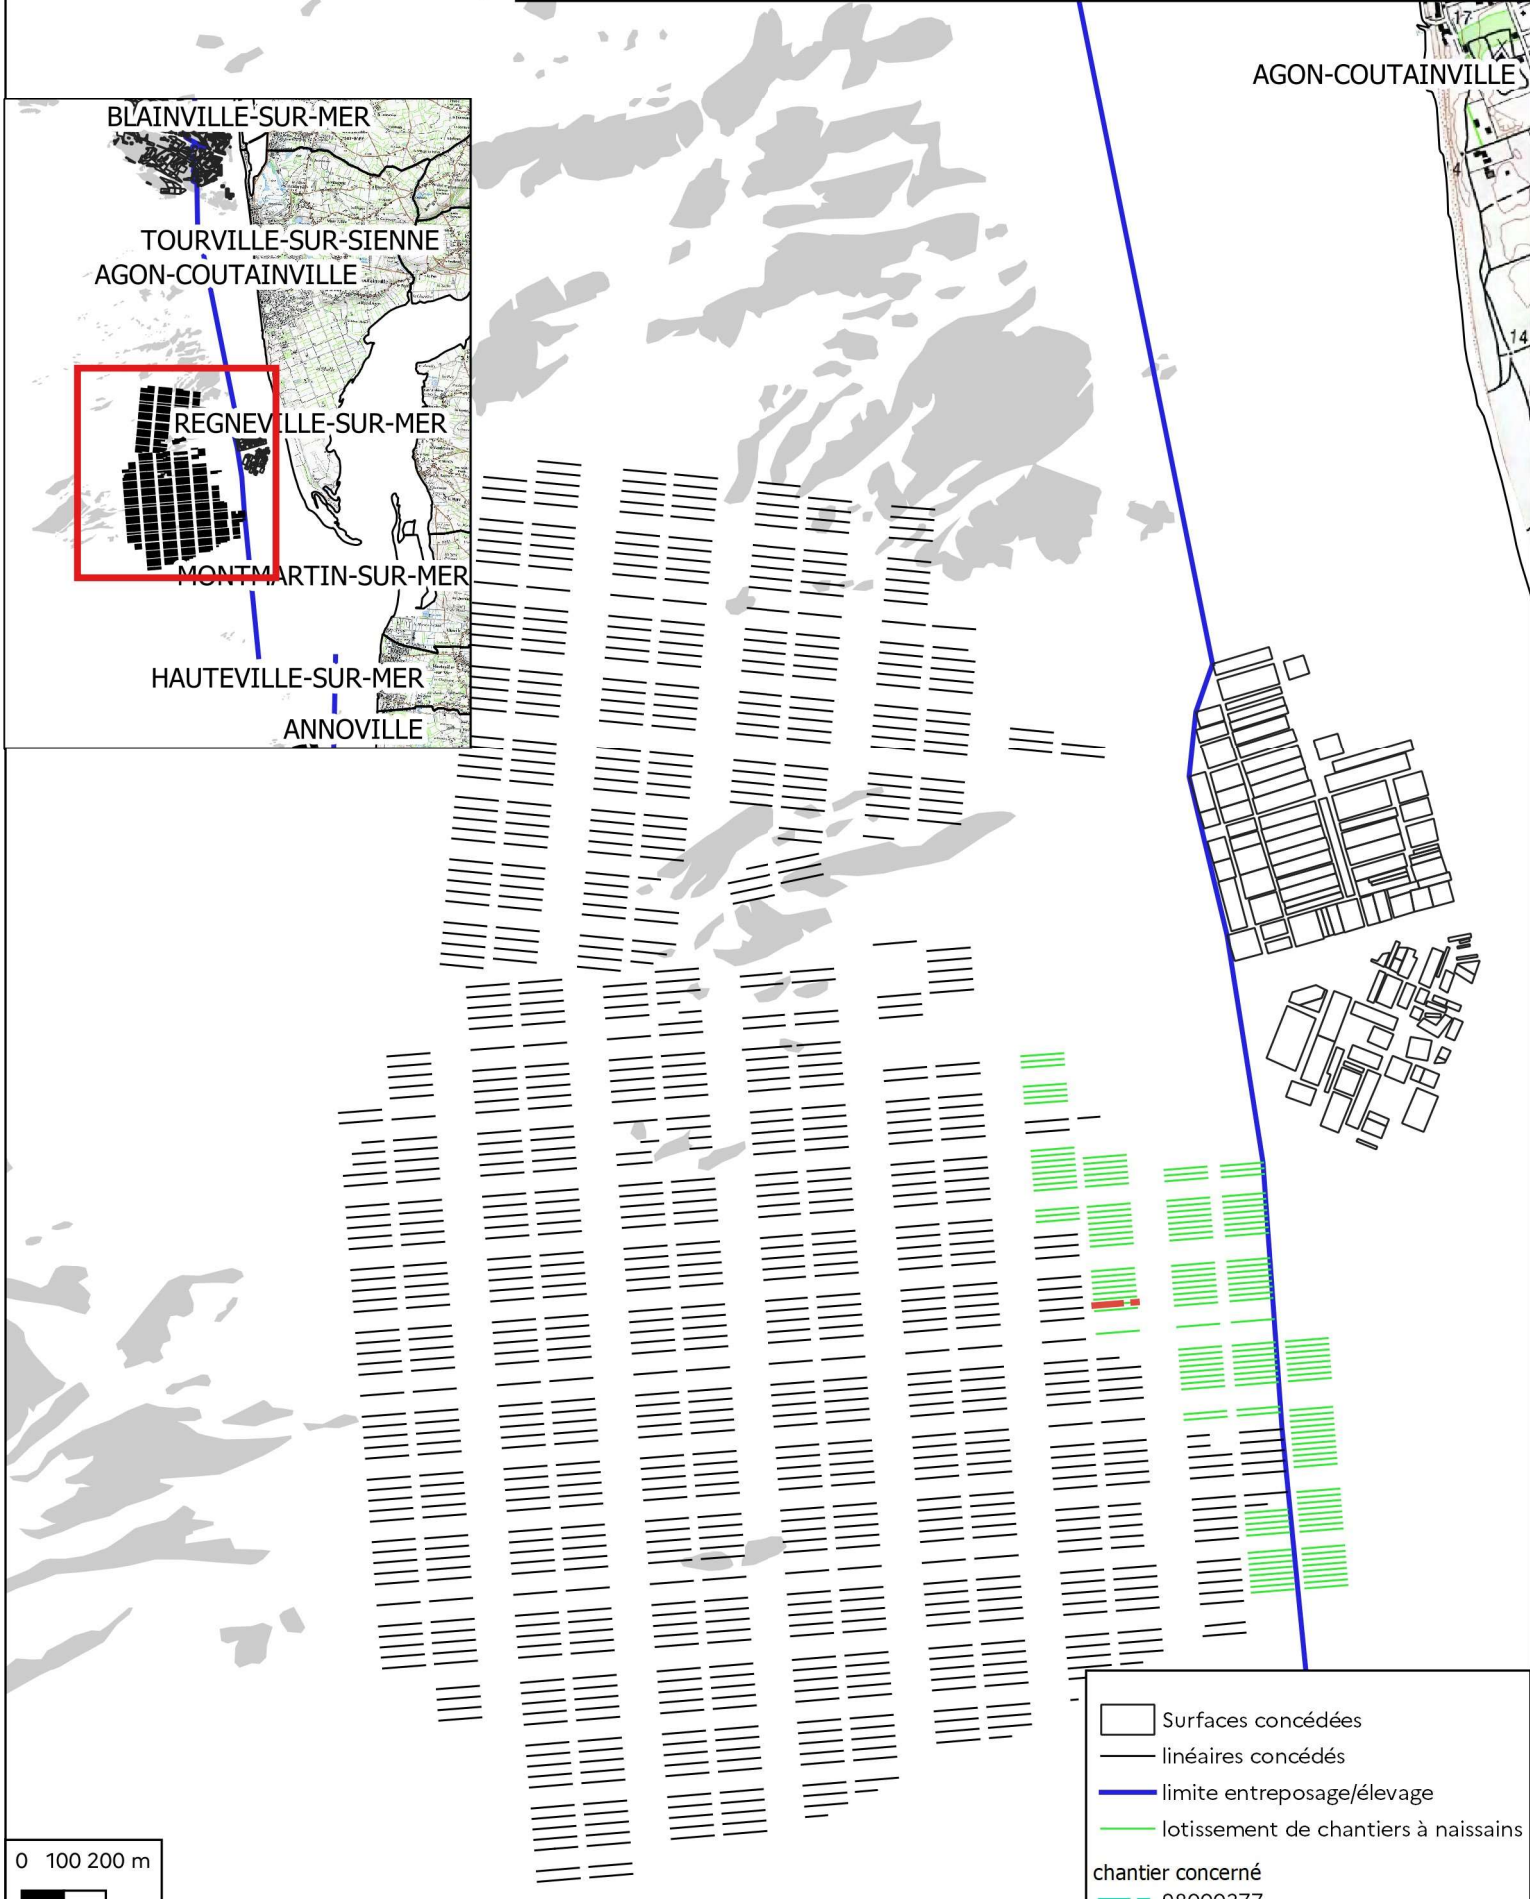 17
AGON-COUTAINVILLE
4
14
BLAINVILLE-SUR-MER
TOURVILLE-SUR-SIENNE
AGON-COUTAINVILLE
REGNEVILLE-SUR-MER
MONTMARTIN-SUR-MER
HAUTEVILLE-SUR-MER
ANNOVILLE
Surfaces concédées
linéaires concédés
limite entreposage/élevage
lotissement de chantiers à naissains
chantier concerné
0 100 200 m